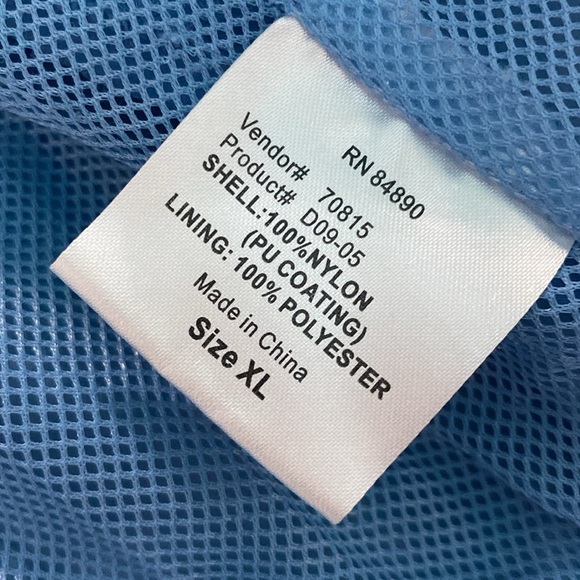 RN 84890
Vendor# 70815
Product# D09-05
SHELL:100%NYLON
(PU COATING)
LINING: 100% POLYESTER
Made in China
Size XL